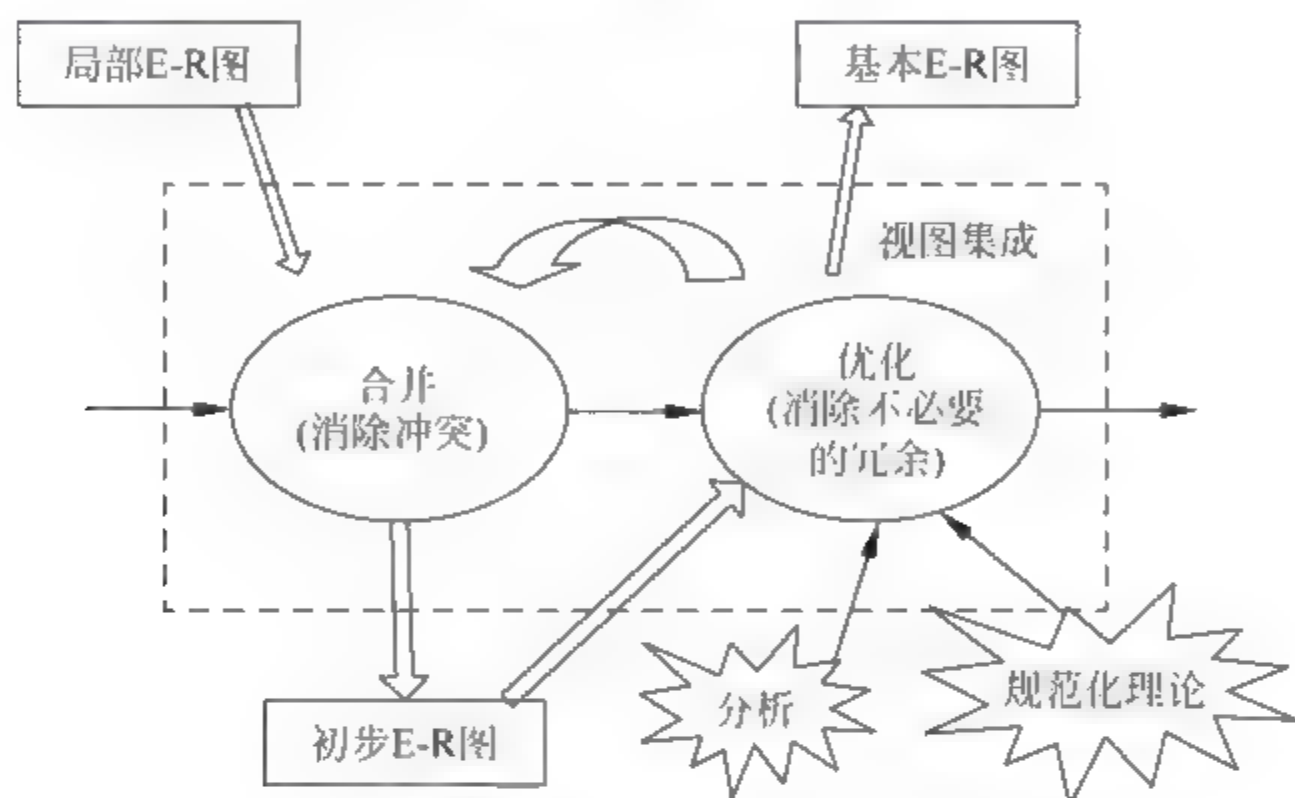 局部E-R图
基本E-R图
视图集成
合并
(消除冲突)
优化
(消除不必要
的冗余)
初步E-R图
分析
规范化理论